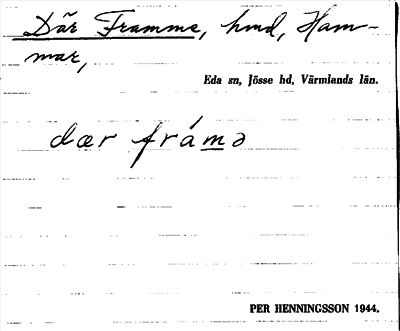 Där Framme, hmd, Ham-
mar,
Eda sn, Jösse hd, Värmlands län.
dær frámə
PER HENNINGSSON 1944.